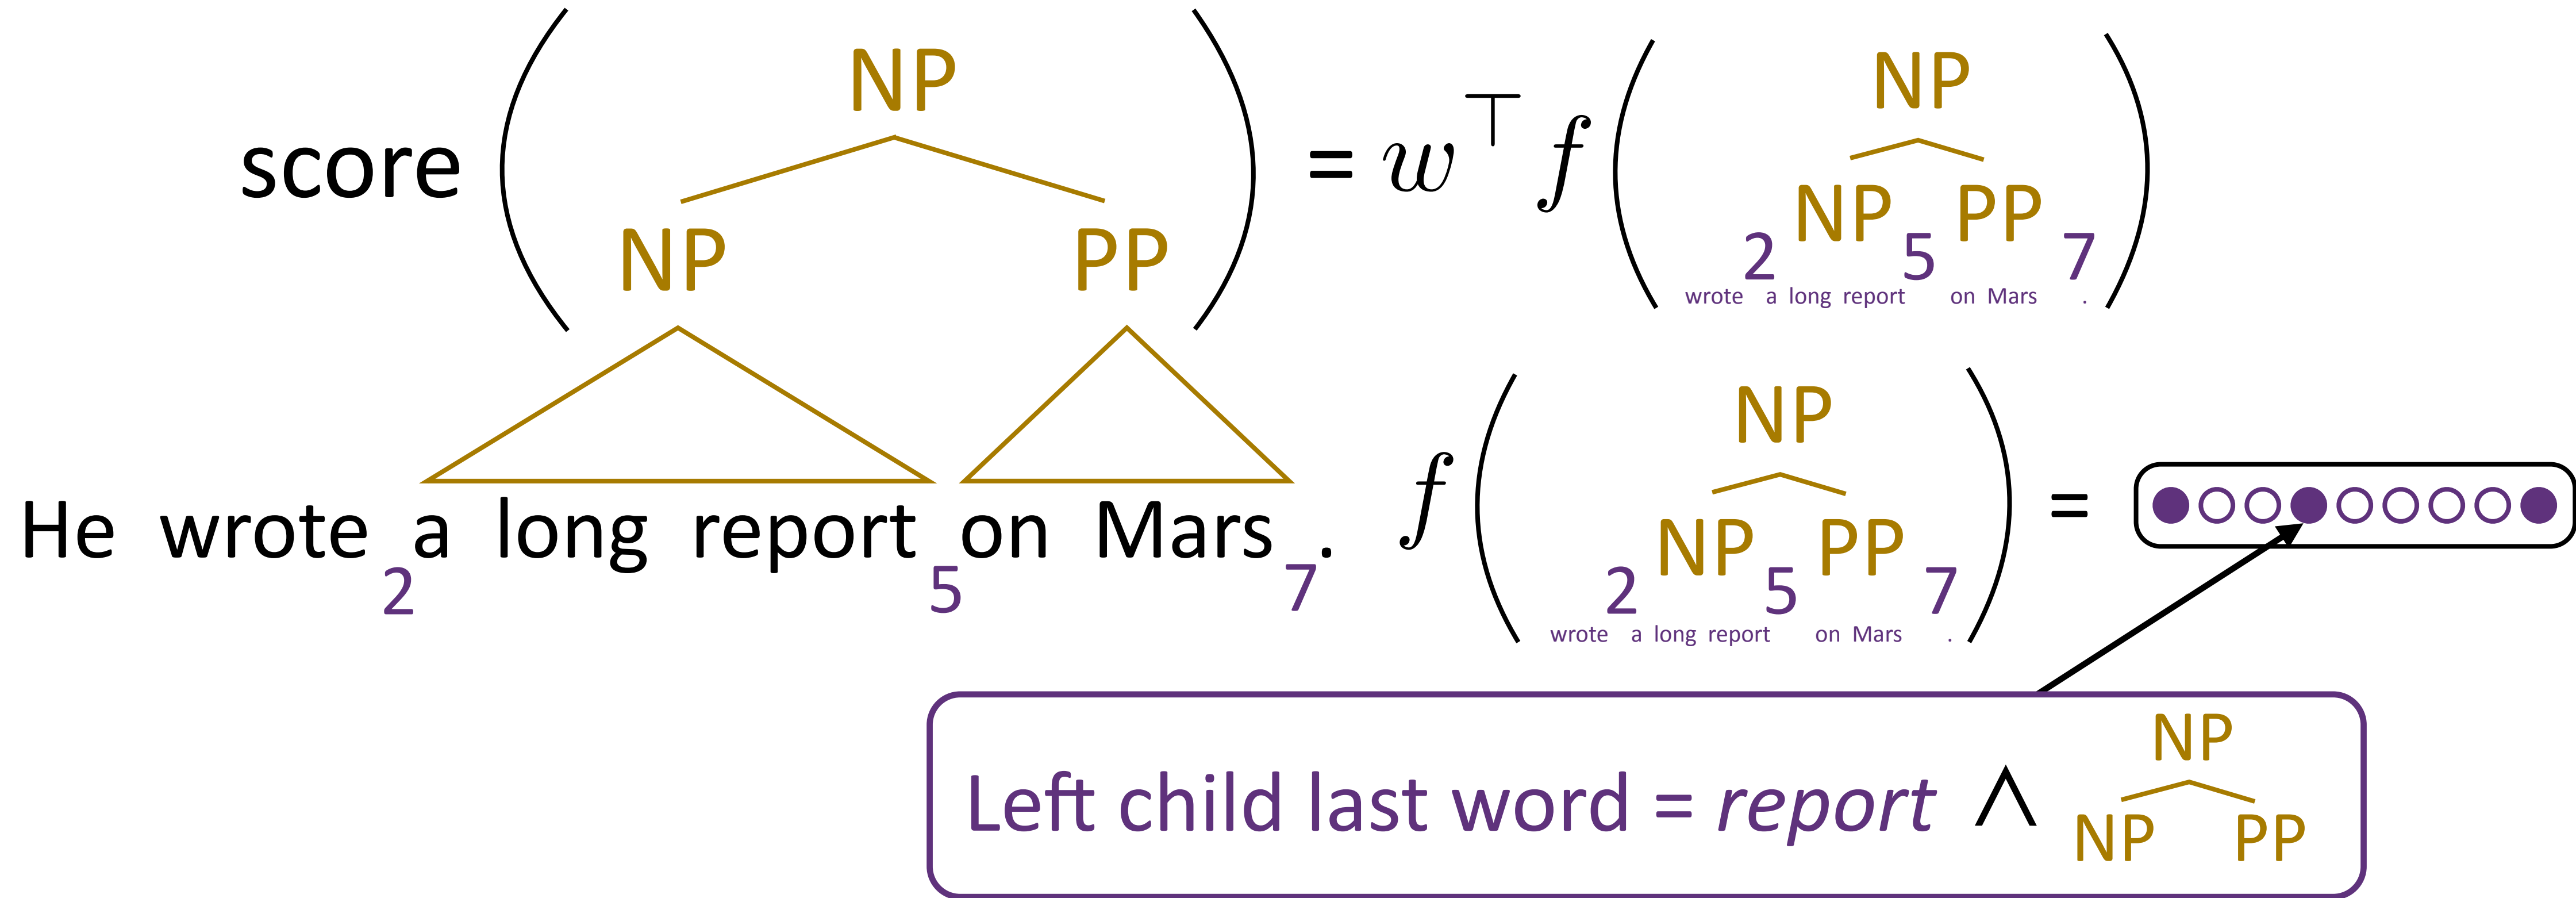 score ( NP NP PP ) = w⊤ f ( NP NP PP 2 5 7
wrote a long report on Mars . )
He wrote a long report on Mars .
2 5 7
f ( NP NP PP 2 5 7
wrote a long report on Mars . ) =
Left child last word = report ∧ NP NP PP